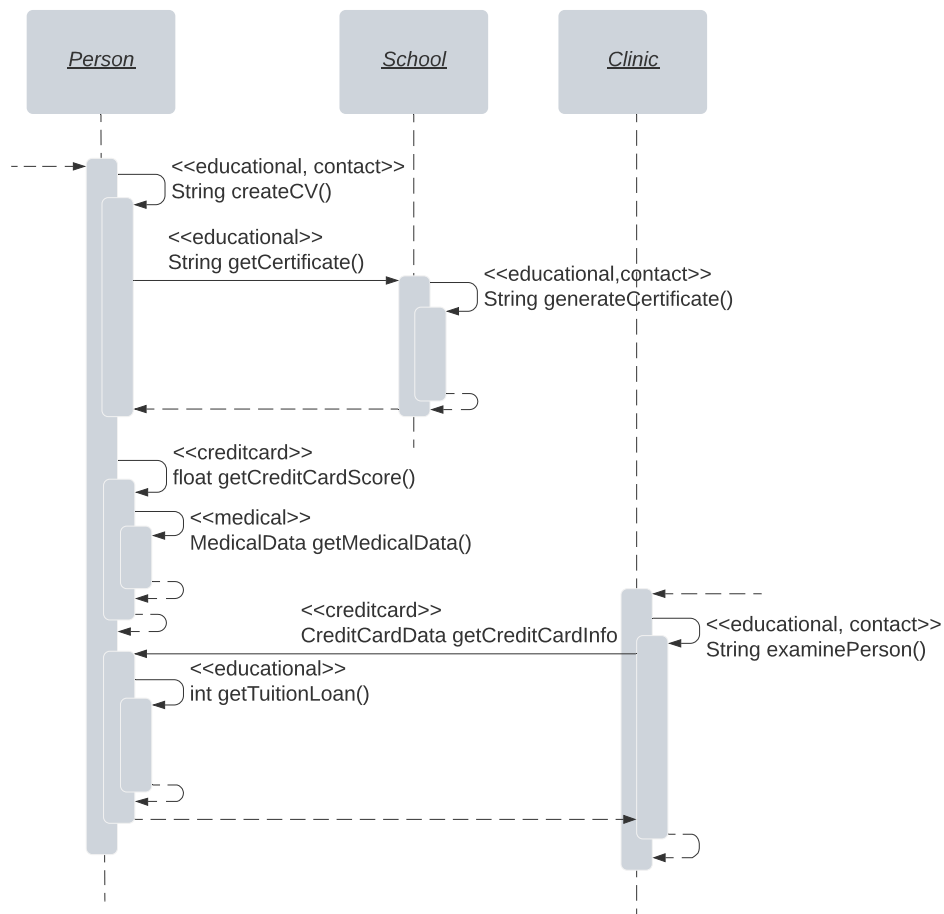 Person
School
Clinic
<<educational, contact>>
String createCV()
<<educational>>
String getCertificate()
<<educational,contact>>
String generateCertificate()
<<creditcard>>
float getCreditCardScore()
<<medical>>
MedicalData getMedicalData()
<<creditcard>>
CreditCardData getCreditCardInfo
<<educational, contact>>
String examinePerson()
<<educational>>
int getTuitionLoan()